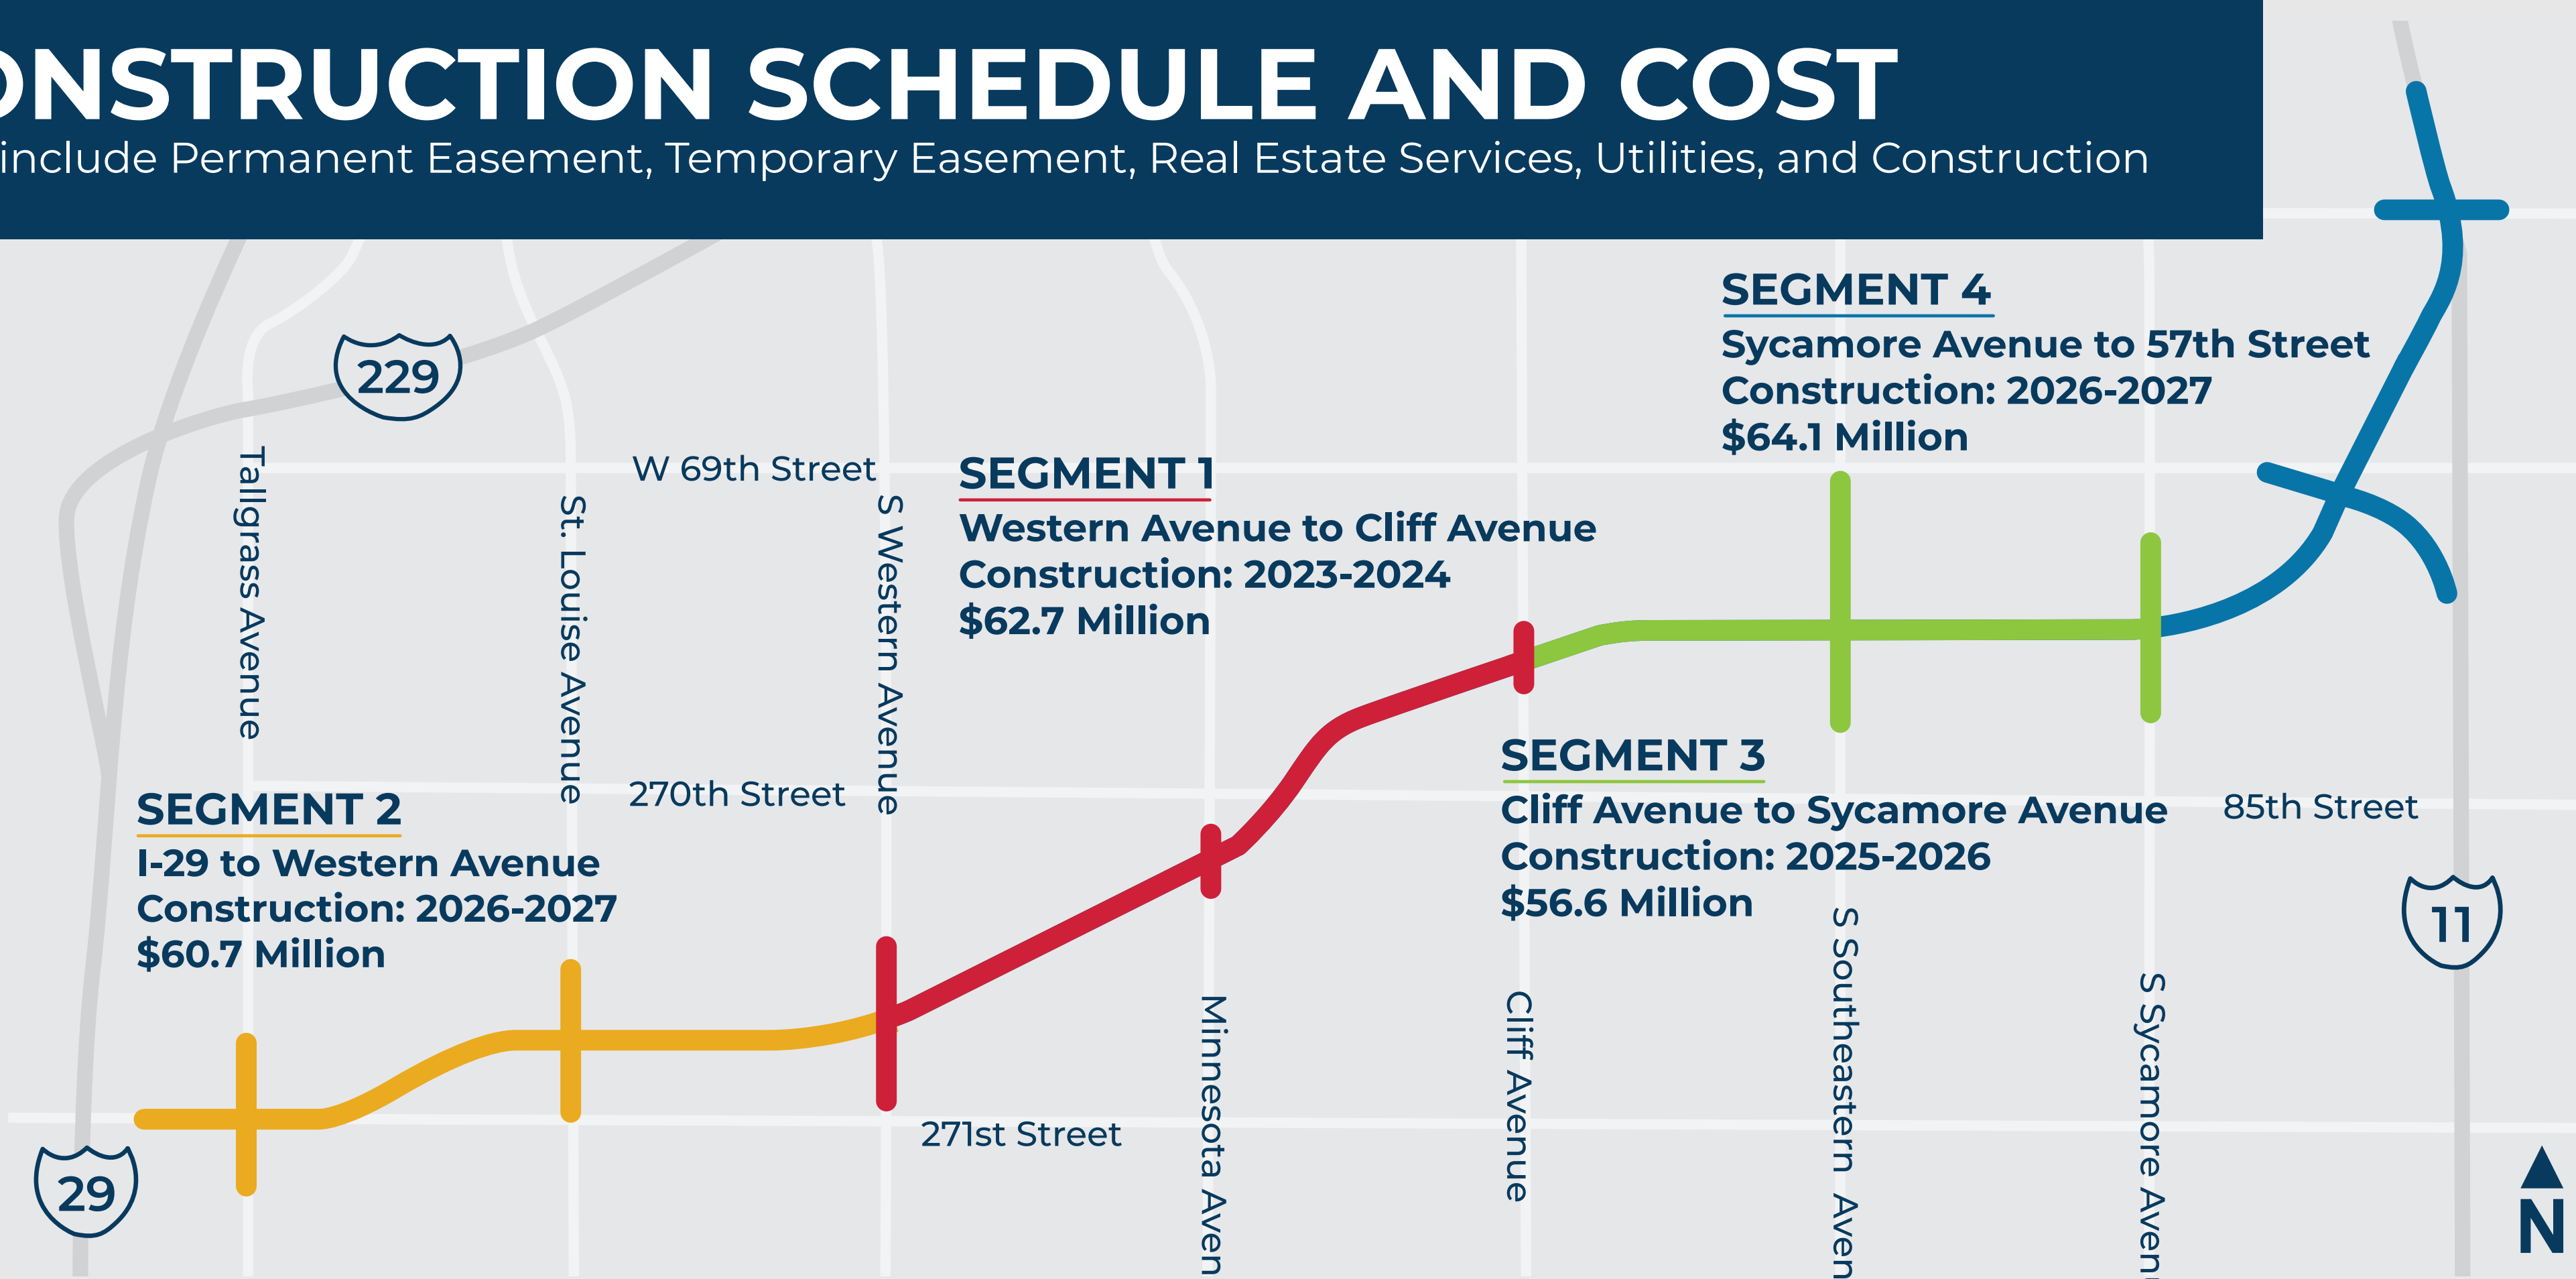 ONSTRUCTION SCHEDULE AND COST
include Permanent Easement, Temporary Easement, Real Estate Services, Utilities, and Construction
SEGMENT 4
Sycamore Avenue to 57th Street
Construction: 2026-2027
$64.1 Million
229
W 69th Street
SEGMENT 1
Western Avenue to Cliff Avenue
Construction: 2023-2024
$62.7 Million
Tallgrass Avenue
St. Louise Avenue
S Western Avenue
SEGMENT 3
Cliff Avenue to Sycamore Avenue
Construction: 2025-2026
$56.6 Million
270th Street
85th Street
SEGMENT 2
I-29 to Western Avenue
Construction: 2026-2027
$60.7 Million
11
271st Street
Minnesota Aven
Cliff Avenue
S Southeastern Aven
S Sycamore Aven
29
N